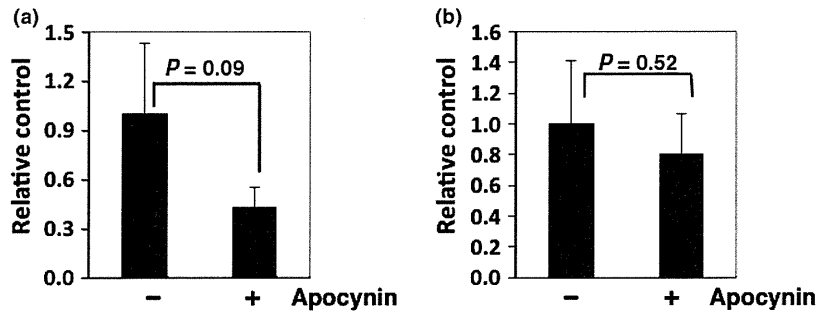 (a)
Relative control
1.5
1.2
0.9
0.6
0.3
0.0
P = 0.09
− + Apocynin
(b)
Relative control
1.6
1.4
1.2
1.0
0.8
0.6
0.4
0.2
0.0
P = 0.52
− + Apocynin